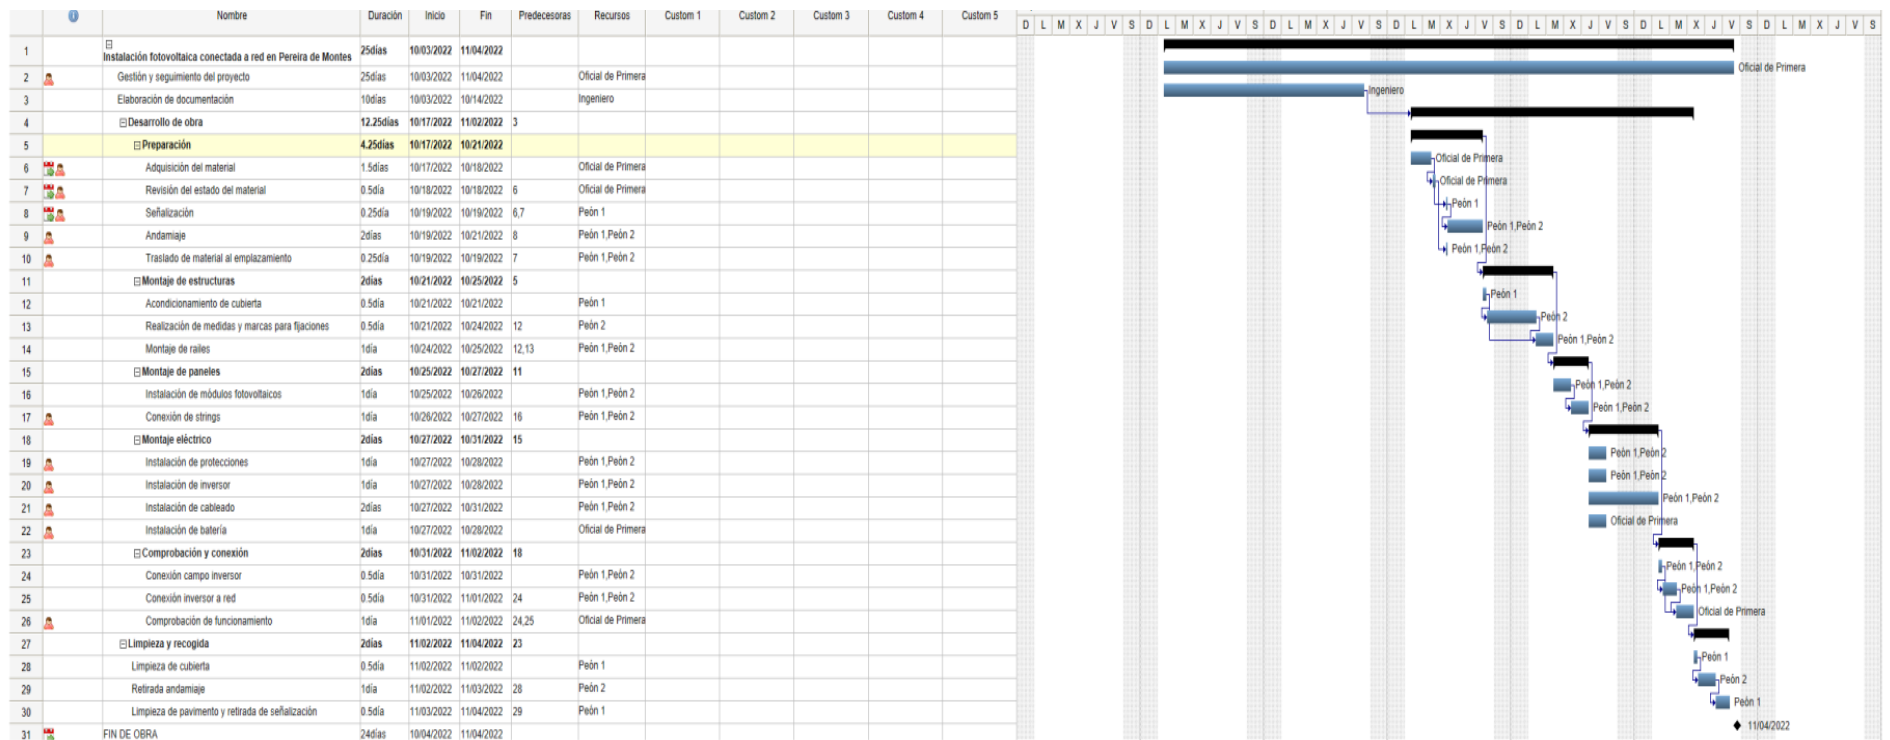 Nombre Duración Inicio Fin Predecesoras Recursos Custom 1 Custom 2 Custom 3 Custom 4 Custom 5 D L M X J V S D L M X J V S D L M X J V S D L M X J V S D L M X J V S D L M X J V S D L M X J V S
1 Instalación fotovoltaica conectada a red en Pereira de Montes 25días 10/03/2022 11/04/2022
2 Gestión y seguimiento del proyecto 25días 10/03/2022 11/04/2022 Oficial de Primera Oficial de Primera
3 Elaboración de documentación 10días 10/03/2022 10/14/2022 Ingeniero Ingeniero
4 Desarrollo de obra 12.25días 10/17/2022 11/02/2022 3
5 Preparación 4.25días 10/17/2022 10/21/2022
6 Adquisición del material 1.5días 10/17/2022 10/18/2022 Oficial de Primera Oficial de Primera
7 Revisión del estado del material 0.5día 10/18/2022 10/18/2022 6 Oficial de Primera Oficial de Primera
8 Señalización 0.25día 10/19/2022 10/19/2022 6,7 Peón 1 Peón 1
9 Andamiaje 2días 10/19/2022 10/21/2022 8 Peón 1,Peón 2 Peón 1,Peón 2
10 Traslado de material al emplazamiento 0.25día 10/19/2022 10/19/2022 7 Peón 1,Peón 2 Peón 1,Peón 2
11 Montaje de estructuras 2días 10/21/2022 10/25/2022 5
12 Acondicionamiento de cubierta 0.5día 10/21/2022 10/21/2022 Peón 1 Peón 1
13 Realización de medidas y marcas para fijaciones 0.5día 10/21/2022 10/24/2022 12 Peón 2 Peón 2
14 Montaje de railes 1día 10/24/2022 10/25/2022 12,13 Peón 1,Peón 2 Peón 1,Peón 2
15 Montaje de paneles 2días 10/25/2022 10/27/2022 11
16 Instalación de módulos fotovoltaicos 1día 10/25/2022 10/26/2022 Peón 1,Peón 2 Peón 1,Peón 2
17 Conexión de strings 1día 10/26/2022 10/27/2022 16 Peón 1,Peón 2 Peón 1,Peón 2
18 Montaje eléctrico 2días 10/27/2022 10/31/2022 15
19 Instalación de protecciones 1día 10/27/2022 10/28/2022 Peón 1,Peón 2 Peón 1,Peón 2
20 Instalación de inversor 1día 10/27/2022 10/28/2022 Peón 1,Peón 2 Peón 1,Peón 2
21 Instalación de cableado 2días 10/27/2022 10/31/2022 Peón 1,Peón 2 Peón 1,Peón 2
22 Instalación de batería 1día 10/27/2022 10/28/2022 Oficial de Primera Oficial de Primera
23 Comprobación y conexión 2días 10/31/2022 11/02/2022 18
24 Conexión campo inversor 0.5día 10/31/2022 10/31/2022 Peón 1,Peón 2 Peón 1,Peón 2
25 Conexión inversor a red 0.5día 10/31/2022 11/01/2022 24 Peón 1,Peón 2 Peón 1,Peón 2
26 Comprobación de funcionamiento 1día 11/01/2022 11/02/2022 24,25 Oficial de Primera Oficial de Primera
27 Limpieza y recogida 2días 11/02/2022 11/04/2022 23
28 Limpieza de cubierta 0.5día 11/02/2022 11/02/2022 Peón 1 Peón 1
29 Retirada andamiaje 1día 11/02/2022 11/03/2022 28 Peón 2 Peón 2
30 Limpieza de pavimento y retirada de señalización 0.5día 11/03/2022 11/04/2022 29 Peón 1 Peón 1
31 FIN DE OBRA 24días 10/04/2022 11/04/2022 11/04/2022